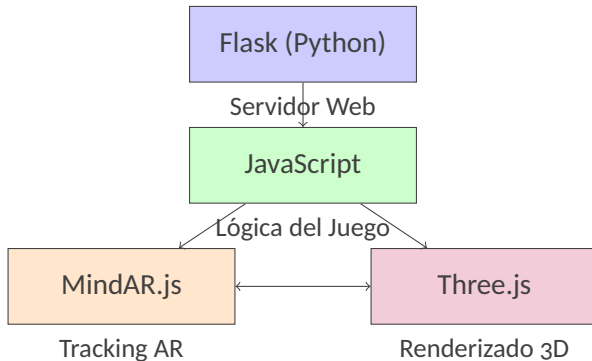 Flask (Python)
Servidor Web
JavaScript
Lógica del Juego
MindAR.js
Three.js
Tracking AR
Renderizado 3D